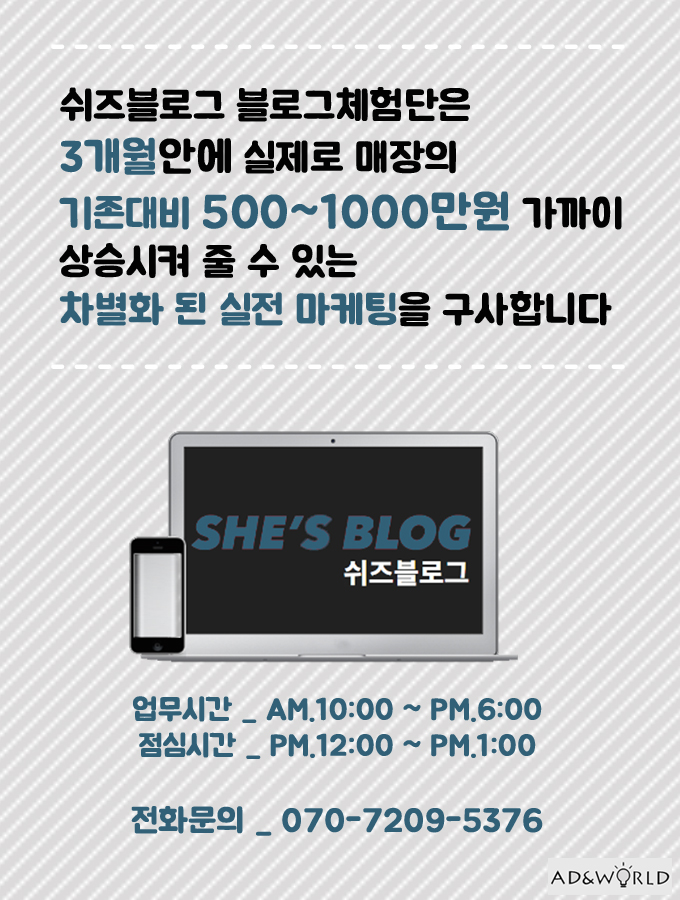 쉬즈블로그 블로그체험단은
3개월안에 실제로 매장의
기존대비 500~1000만원 가까이
상승시켜 줄 수 있는
차별화 된 실전 마케팅을 구사합니다
SHE'S BLOG
쉬즈블로그
업무시간 _ AM.10:00 ~ PM.6:00
점심시간 _ PM.12:00 ~ PM.1:00
전화문의 _ 070-7209-5376
AD&WORLD